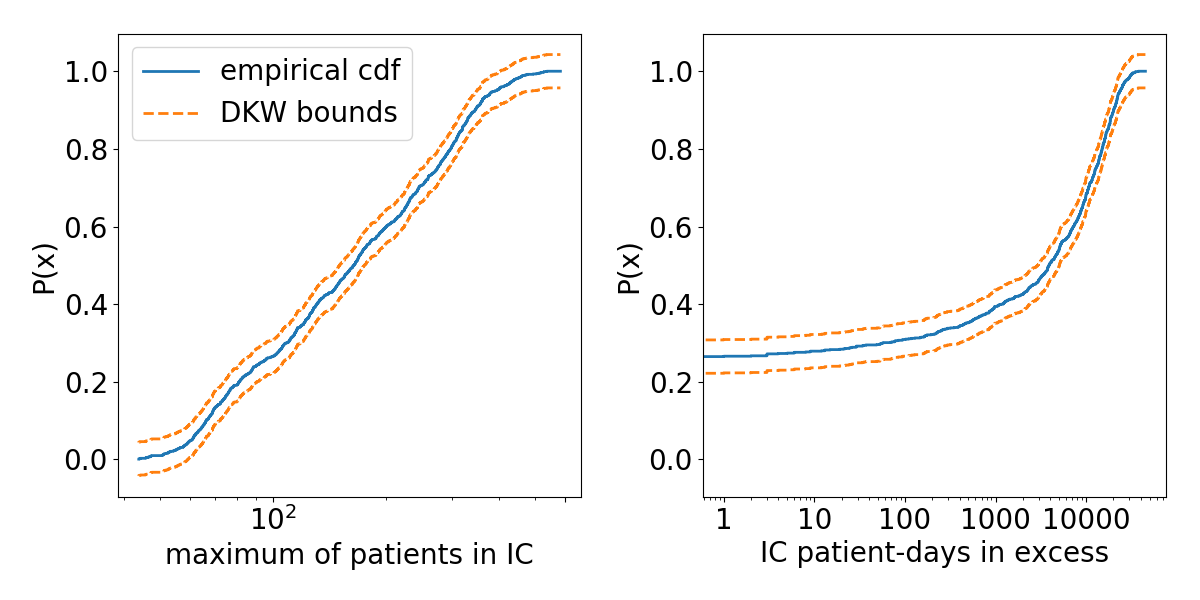 empirical cdf
DKW bounds
P(x)
1.0
0.8
0.6
0.4
0.2
0.0
10²
maximum of patients in IC
P(x)
1.0
0.8
0.6
0.4
0.2
0.0
1 10 100 1000 10000
IC patient-days in excess